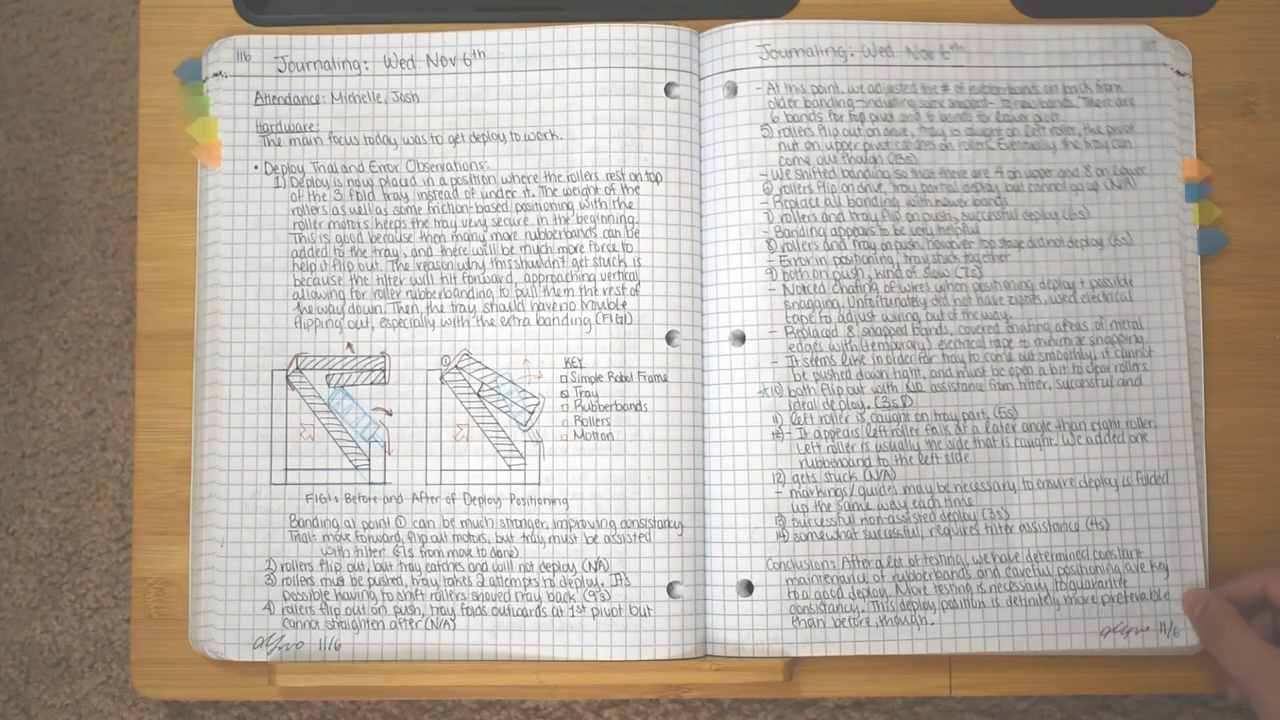 116
Journaling: Wed Nov 6th
Attendance: Michelle, Josh
Hardware:
The main focus today was to get deploy to work.
• Deploy Trial and Error Observations:
1) Deploy is now placed in a position where the rollers rest on top
of the 3 fold tray instead of under it. The weight of the
rollers as well as some friction-based positioning with the
roller motors keeps the tray very secure in the beginning.
This is good because then many more rubberbands can be
added to the tray, and there will be much more force to
help it flip out. The reason why this shouldn't get stuck is
because the tilter will tilt forward, approaching vertical
allowing for roller rubberbanding to pull them the rest of
the way down. Then, the tray should have no trouble
flipping out, especially with the extra banding (FIG1)
①
KEY
Simple Robot Frame
Tray
Rubberbands
Rollers
Motion
FIG1: Before and After of Deploy Positioning
Banding at point ① can be much stronger, improving consistency
Trial: move forward, flip out motors, but tray must be assisted
with tilter (21s from move to done)
2) rollers flip out, but tray catches and will not deploy (NA)
3) rollers must be pushed, tray takes 2 attempts to deploy. It's
possible having to shift rollers shoved tray back (9s)
4) rollers flip out on push, tray folds outwards at 1st pivot but
cannot straighten after (N/A)
11/6
Journaling: Wed Nov 6th
117
- At this point, we adjusted the # of rubberbands on back from
older banding - including some snapped - to new bands. There are
6 bands for top pivot and 6 bands for lower pivot.
5) rollers flip out on drive, tray is caught on left roller, the pivot
nut on upper pivot catches on rollers. Eventually the tray can
come out though (13s)
- We shifted banding so that there are 4 on upper and 8 on lower
6) rollers flip on drive, tray partial deploy but cannot go up (N/A)
- Replace all banding with newer bands
7) rollers and tray flip on push, successful deploy (6s)
- Banding appears to be very helpful
8) rollers and tray on push, however top stage did not deploy (6s)
- Error in positioning, tray stuck together
9) both on push, kind of slow (7s)
- Noticed chafing of wires when positioning deploy + possible
snagging. Unfortunately did not have zipties, used electrical
tape to adjust wiring out of the way.
- Replaced 8 snapped bands, covered chafing areas of metal
edges with (temporary) electrical tape to minimize snapping
- It seems like in order for tray to come out smoothly, it cannot
be pushed down tight, and must be open a bit to clear rollers
*10) both flip out with assistance from tilter, successful and
ideal deploy. (3s!)
11) left roller is caught on tray part. (5s)
- It appears left roller falls at a later angle than right roller.
Left roller is usually the side that is caught. We added one
rubberband to the left side
12) gets stuck (N/A)
- markings/guides may be necessary to ensure deploy is folded
up the same way each time
13) successful non-assisted deploy (3s)
14) somewhat successful, requires tilter assistance (4s)
Conclusion: After a lot of testing, we have determined constant
maintenance of rubberbands and careful positioning are key
to a good deploy. More testing is necessary to guarantee
consistency. This deploy position is definitely more preferable
than before, though.
11/6